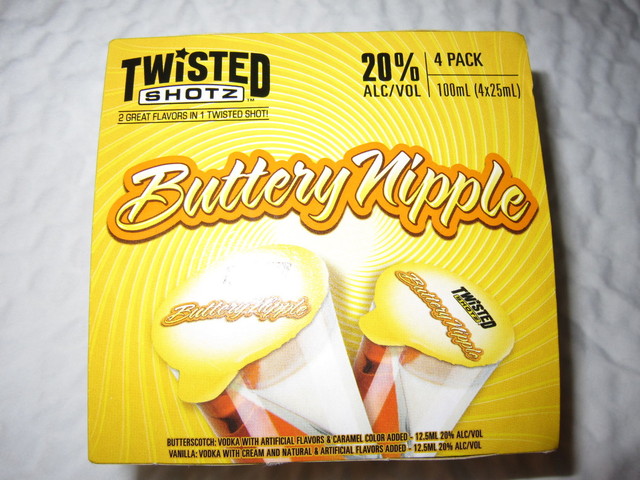 TWiSTED
SHOTZ™
2 GREAT FLAVORS IN 1 TWISTED SHOT!
20%
ALC/VOL
4 PACK
100mL (4x25mL)
Buttery Nipple
Buttery Nipple
TWiSTED
SHOTZ
Buttery Nipple
BUTTERSCOTCH: VODKA WITH ARTIFICIAL FLAVORS & CARAMEL COLOR ADDED - 12.5ML 20% ALC/VOL
VANILLA: VODKA WITH CREAM AND NATURAL & ARTIFICIAL FLAVORS ADDED - 12.5ML 20% ALC/VOL